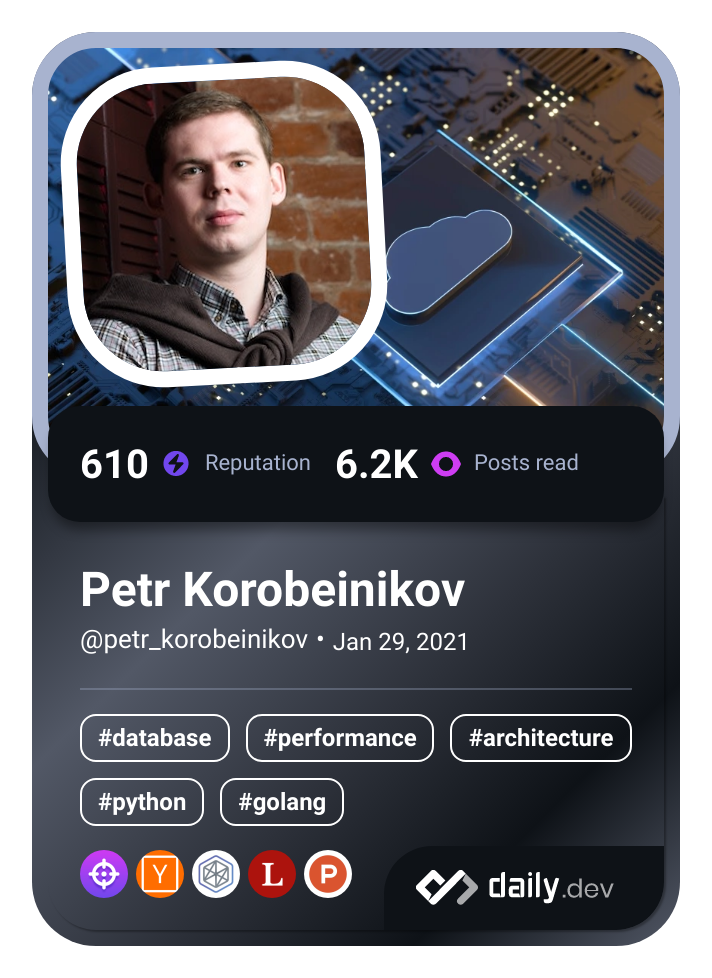 610 Reputation 6.2K Posts read
Petr Korobeinikov
@petr_korobeinikov • Jan 29, 2021
#database #performance #architecture
#python #golang
Y L P
daily.dev